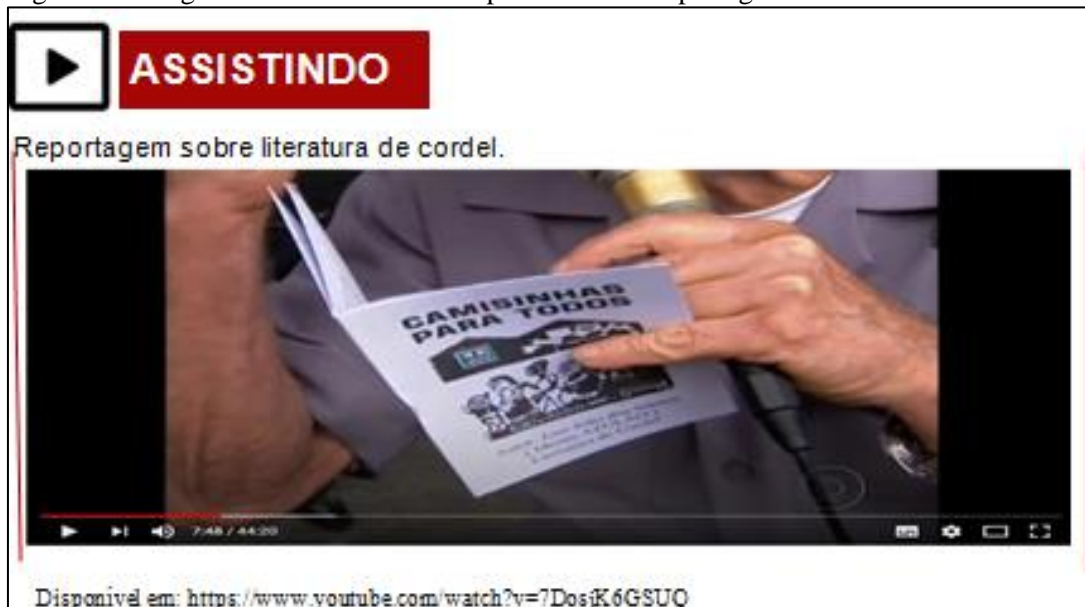 ASSISTINDO
Reportagem sobre literatura de cordel.
CAMISINHAS
PARA TODOS
7:48 / 44:20
Disponível em: https://www.youtube.com/watch?v=7DosiK6GSUQ